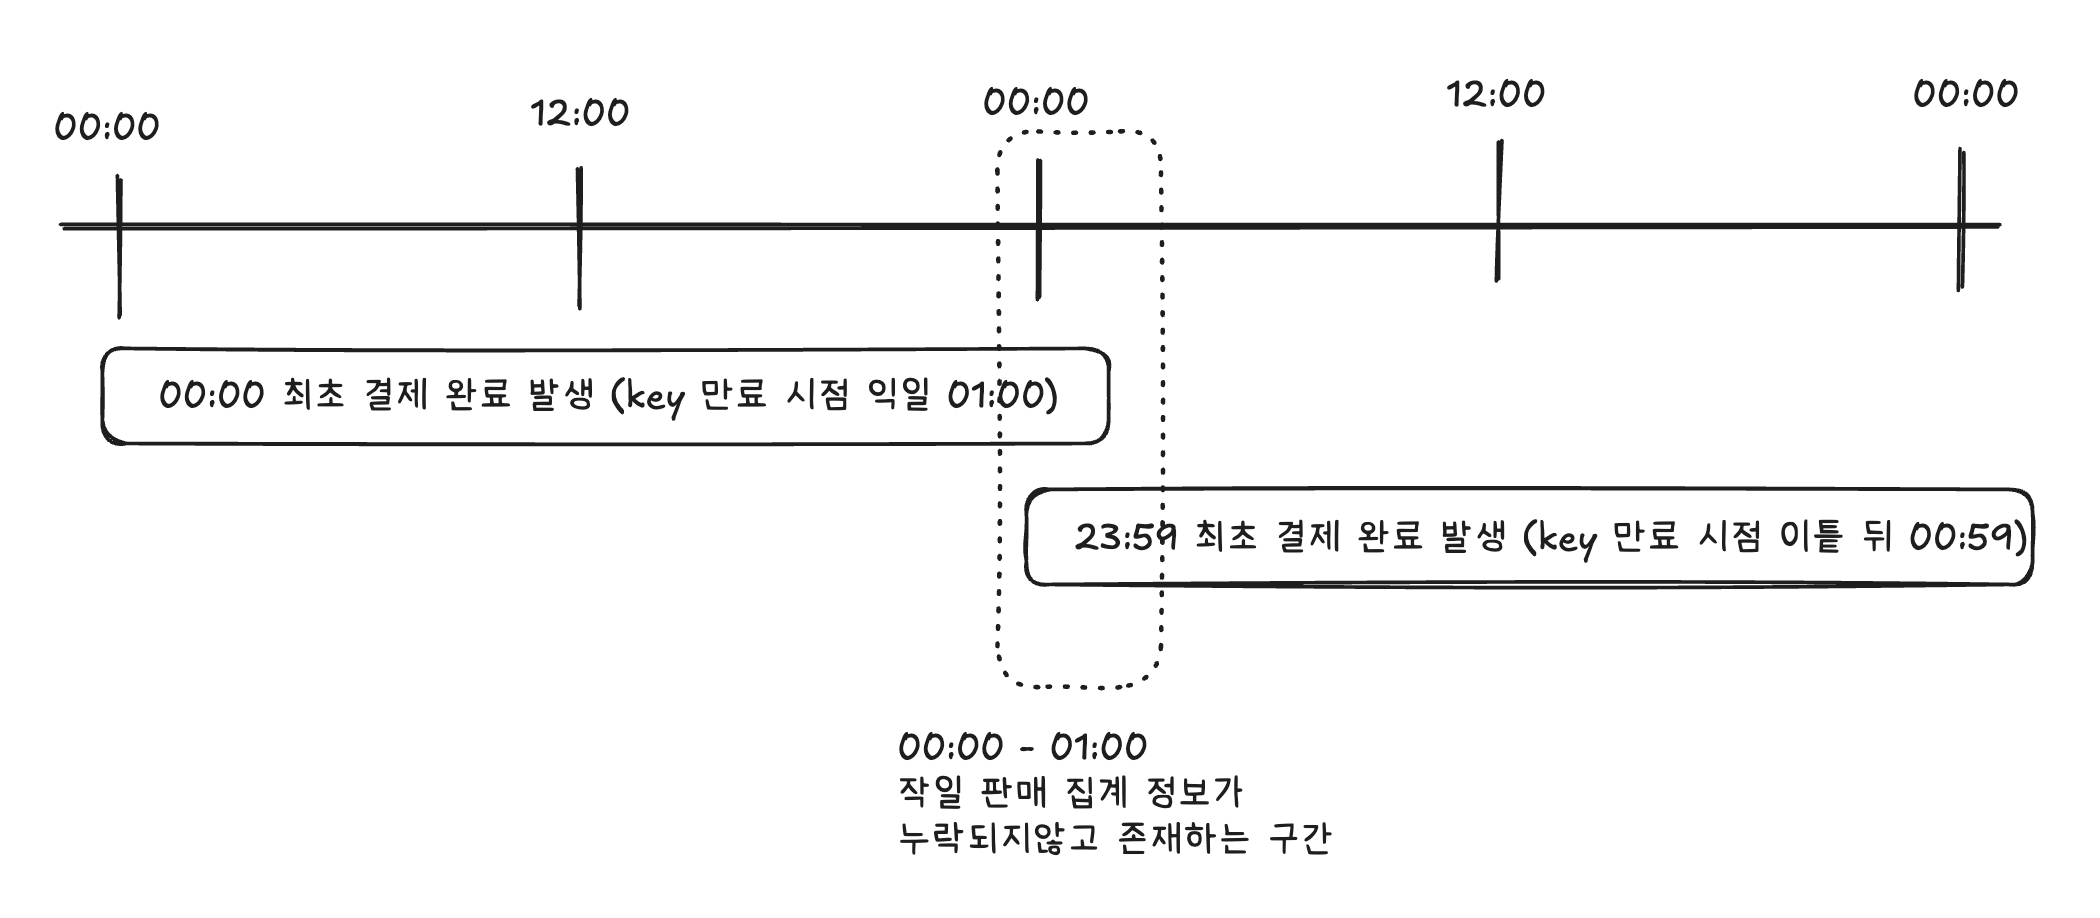 00:00
12:00
00:00
12:00
00:00
00:00 최초 결제 완료 발생 (key 만료 시점 익일 01:00)
23:59 최초 결제 완료 발생 (key 만료 시점 이틑 뒤 00:59)
00:00 - 01:00
작일 판매 집계 정보가
누락되지않고 존재하는 구간